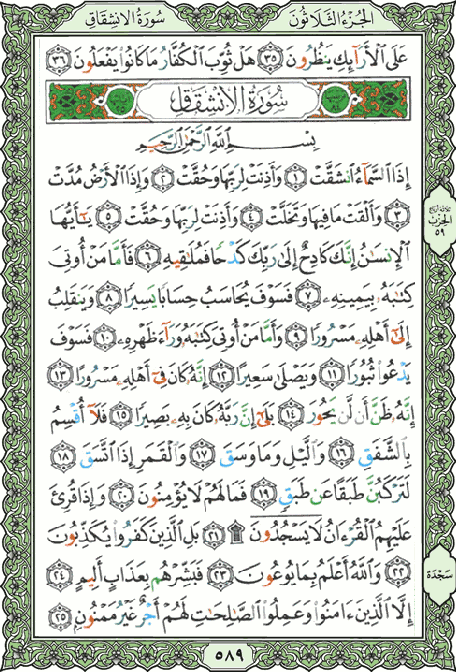 سُورَةُ الانشِقَاقِ
الجُزءُ الثَّلاثُونَ
عَلَى ٱلْأَرَآئِكِ يَنظُرُونَ ٣٥ هَلْ ثُوِّبَ ٱلْكُفَّارُ مَا كَانُوا۟ يَفْعَلُونَ ٣٦
سُورَةُ الانشِقَاقِ
بِسْمِ ٱللَّهِ ٱلرَّحْمَٰنِ ٱلرَّحِيمِ
إِذَا ٱلسَّمَآءُ ٱنشَقَّتْ ١ وَأَذِنَتْ لِرَبِّهَا وَحُقَّتْ ٢ وَإِذَا ٱلْأَرْضُ مُدَّتْ
٣ وَأَلْقَتْ مَا فِيهَا وَتَخَلَّتْ ٤ وَأَذِنَتْ لِرَبِّهَا وَحُقَّتْ ٥ يَٰٓأَيُّهَا
ٱلْإِنسَٰنُ إِنَّكَ كَادِحٌ إِلَىٰ رَبِّكَ كَدْحًا فَمُلَٰقِيهِ ٦ فَأَمَّا مَنْ أُوتِىَ
كِتَٰبَهُۥ بِيَمِينِهِۦ ٧ فَسَوْفَ يُحَاسَبُ حِسَابًا يَسِيرًا ٨ وَيَنقَلِبُ
إِلَىٰٓ أَهْلِهِۦ مَسْرُورًا ٩ وَأَمَّا مَنْ أُوتِىَ كِتَٰبَهُۥ وَرَآءَ ظَهْرِهِۦ ١٠ فَسَوْفَ
يَدْعُوا۟ ثُبُورًا ١١ وَيَصْلَىٰ سَعِيرًا ١٢ إِنَّهُۥ كَانَ فِىٓ أَهْلِهِۦ مَسْرُورًا ١٣
إِنَّهُۥ ظَنَّ أَن لَّن يَحُورَ ١٤ بَلَىٰٓ إِنَّ رَبَّهُۥ كَانَ بِهِۦ بَصِيرًا ١٥ فَلَآ أُقْسِمُ
بِٱلشَّفَقِ ١٦ وَٱلَّيْلِ وَمَا وَسَقَ ١٧ وَٱلْقَمَرِ إِذَا ٱتَّسَقَ ١٨
لَتَرْكَبُنَّ طَبَقًا عَن طَبَقٍ ١٩ فَمَا لَهُمْ لَا يُؤْمِنُونَ ٢٠ وَإِذَا قُرِئَ
عَلَيْهِمُ ٱلْقُرْءَانُ لَا يَسْجُدُونَ ۩ ٢١ بَلِ ٱلَّذِينَ كَفَرُوا۟ يُكَذِّبُونَ
٢٢ وَٱللَّهُ أَعْلَمُ بِمَا يُوعُونَ ٢٣ فَبَشِّرْهُم بِعَذَابٍ أَلِيمٍ ٢٤
إِلَّا ٱلَّذِينَ ءَامَنُوا۟ وَعَمِلُوا۟ ٱلصَّٰلِحَٰتِ لَهُمْ أَجْرٌ غَيْرُ مَمْنُونٍۭ ٢٥
الحِزْب
٥٩
سَجْدَة
٥٨٩